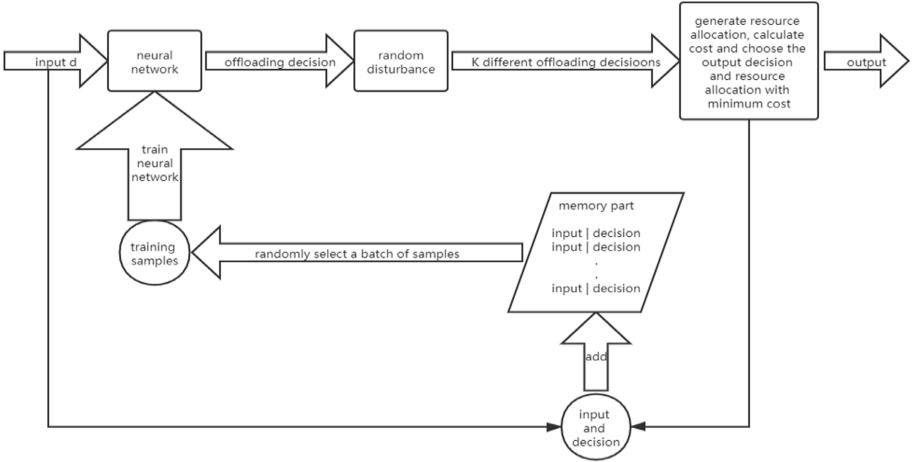 input d
neural
network
offloading decision
random
disturbance
K different offloading decisioons
generate resource
allocation, calculate
cost and choose the
output decision
and resource
allocation with
minimum cost
output
train
neural
network
training
samples
randomly select a batch of samples
memory part
input | decision
input | decision
.
.
input | decision
add
input
and
decision